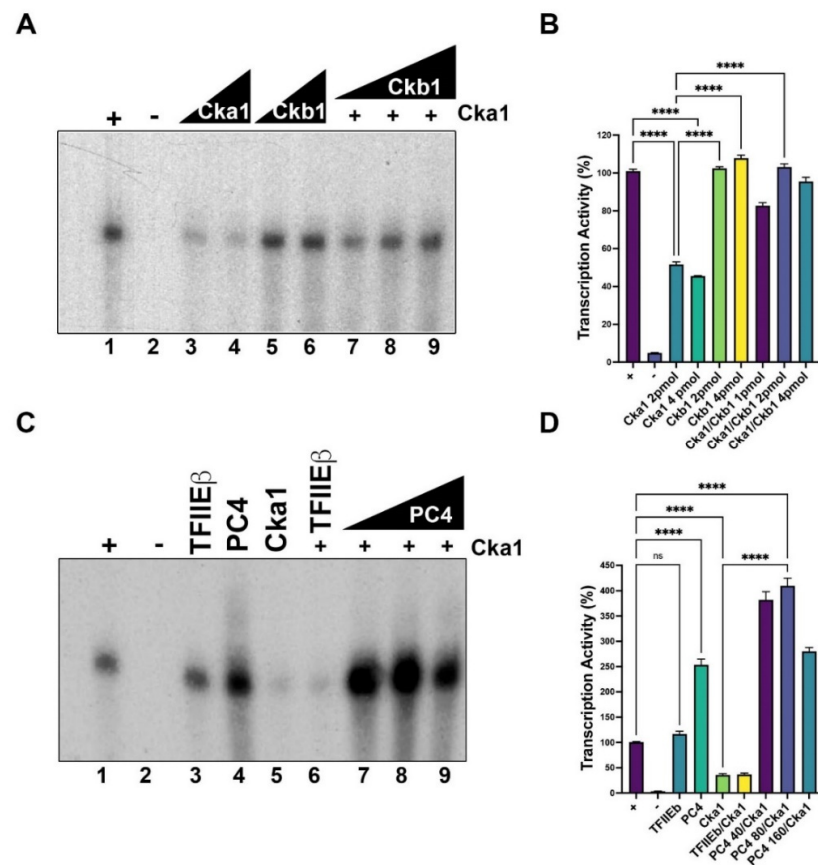 A
Cka1
Ckb1
Ckb1
+ - + + + Cka1
1 2 3 4 5 6 7 8 9
B
****
****
****
****
****
Transcription Activity (%)
120
100
80
60
40
20
0
+
-
Cka1 2pmol
Cka1 4 pmol
Ckb1 2pmol
Ckb1 4pmol
Cka1/Ckb1 1pmol
Cka1/Ckb1 2pmol
Cka1/Ckb1 4pmol
C
+
-
TFIIEβ
PC4
Cka1
TFIIEβ
PC4
+ + + + Cka1
1 2 3 4 5 6 7 8 9
D
****
****
****
****
ns
Transcription Activity (%)
450
400
350
300
250
200
150
100
50
0
+
-
TFIIEb
PC4
Cka1
TFIIEb/Cka1
PC4 40/Cka1
PC4 80/Cka1
PC4 160/Cka1